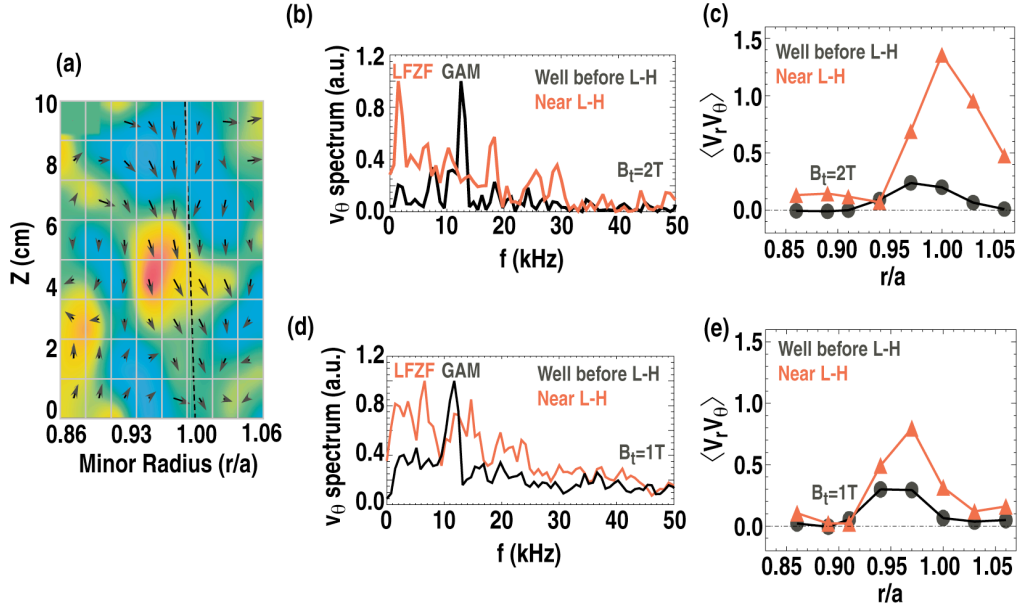 (a)
10
8
6
4
2
0
Z (cm)
0.86 0.93 1.00 1.06
Minor Radius (r/a)
(b)
1.2
0.8
0.4
0.0
vθ spectrum (a.u.)
LFZF GAM Well before L-H
Near L-H
Bt=2T
0 10 20 30 40 50
f (kHz)
(c)
1.5
1.0
0.5
0.0
⟨VrVθ⟩
Well before L-H
Near L-H
Bt=2T
0.85 0.90 0.95 1.00 1.05
r/a
(d)
1.2
0.8
0.4
0.0
vθ spectrum (a.u.)
LFZF GAM Well before L-H
Near L-H
Bt=1T
0 10 20 30 40 50
f (kHz)
(e)
1.5
1.0
0.5
0.0
⟨VrVθ⟩
Well before L-H
Near L-H
Bt=1T
0.85 0.90 0.95 1.00 1.05
r/a